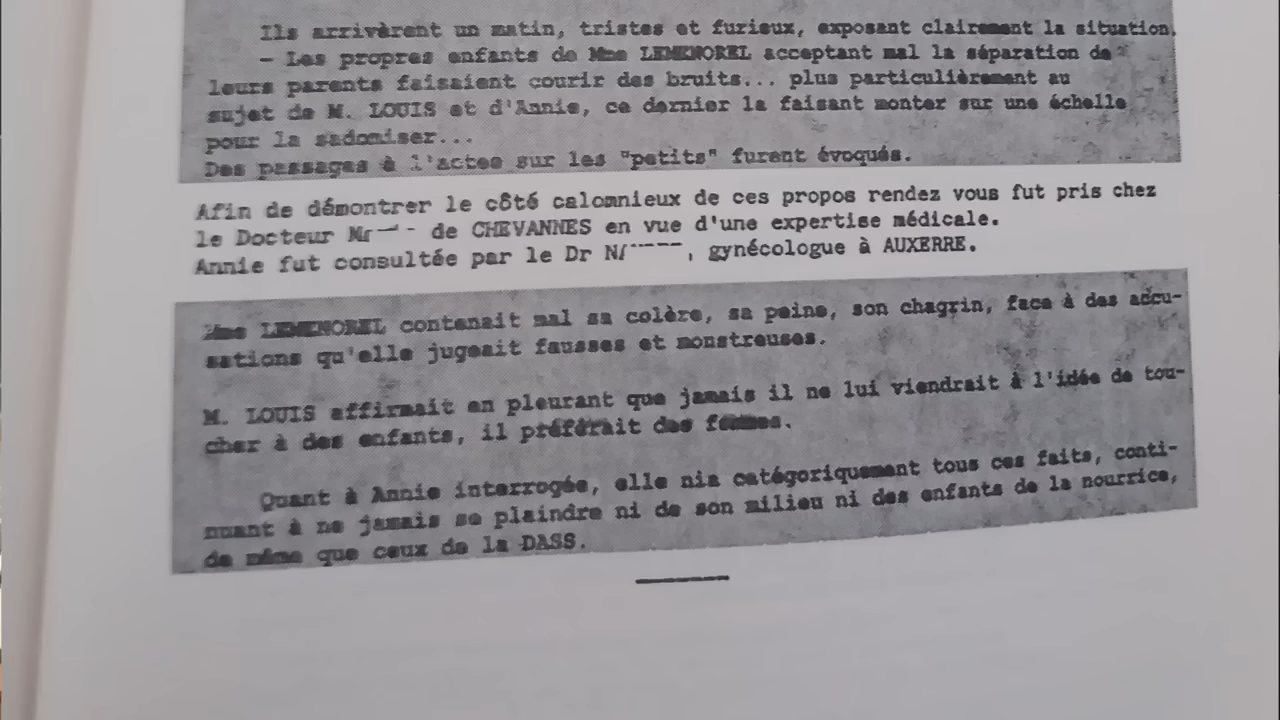 Ils arrivèrent un matin, tristes et furieux, exposant clairement la situation.
- Les propres enfants de Mme LEMENOREL acceptant mal la séparation de
leurs parents faisaient courir des bruits... plus particulièrement au
sujet de M. LOUIS et d'Annie, ce dernier la faisant monter sur une échelle
pour la sadomiser...
Des passages à l'actes sur les "petits" furent évoqués.
Afin de démontrer le côté calomnieux de ces propos rendez vous fut pris chez
le Docteur de CHEVANNES en vue d'une expertise médicale.
Annie fut consultée par le Dr , gynécologue à AUXERRE.
Mme LEMENOREL contenait mal sa colère, sa peine, son chagrin, face à des accu-
sations qu'elle jugeait fausses et monstreuses.
M. LOUIS affirmait en pleurant que jamais il ne lui viendrait à l'idée de tou-
cher à des enfants, il préférait des femmes.
Quant à Annie interrogée, elle nia catégoriquement tous ces faits, conti-
nuant à ne jamais se plaindre ni de son milieu ni des enfants de la nourrice,
de même que ceux de la DASS.